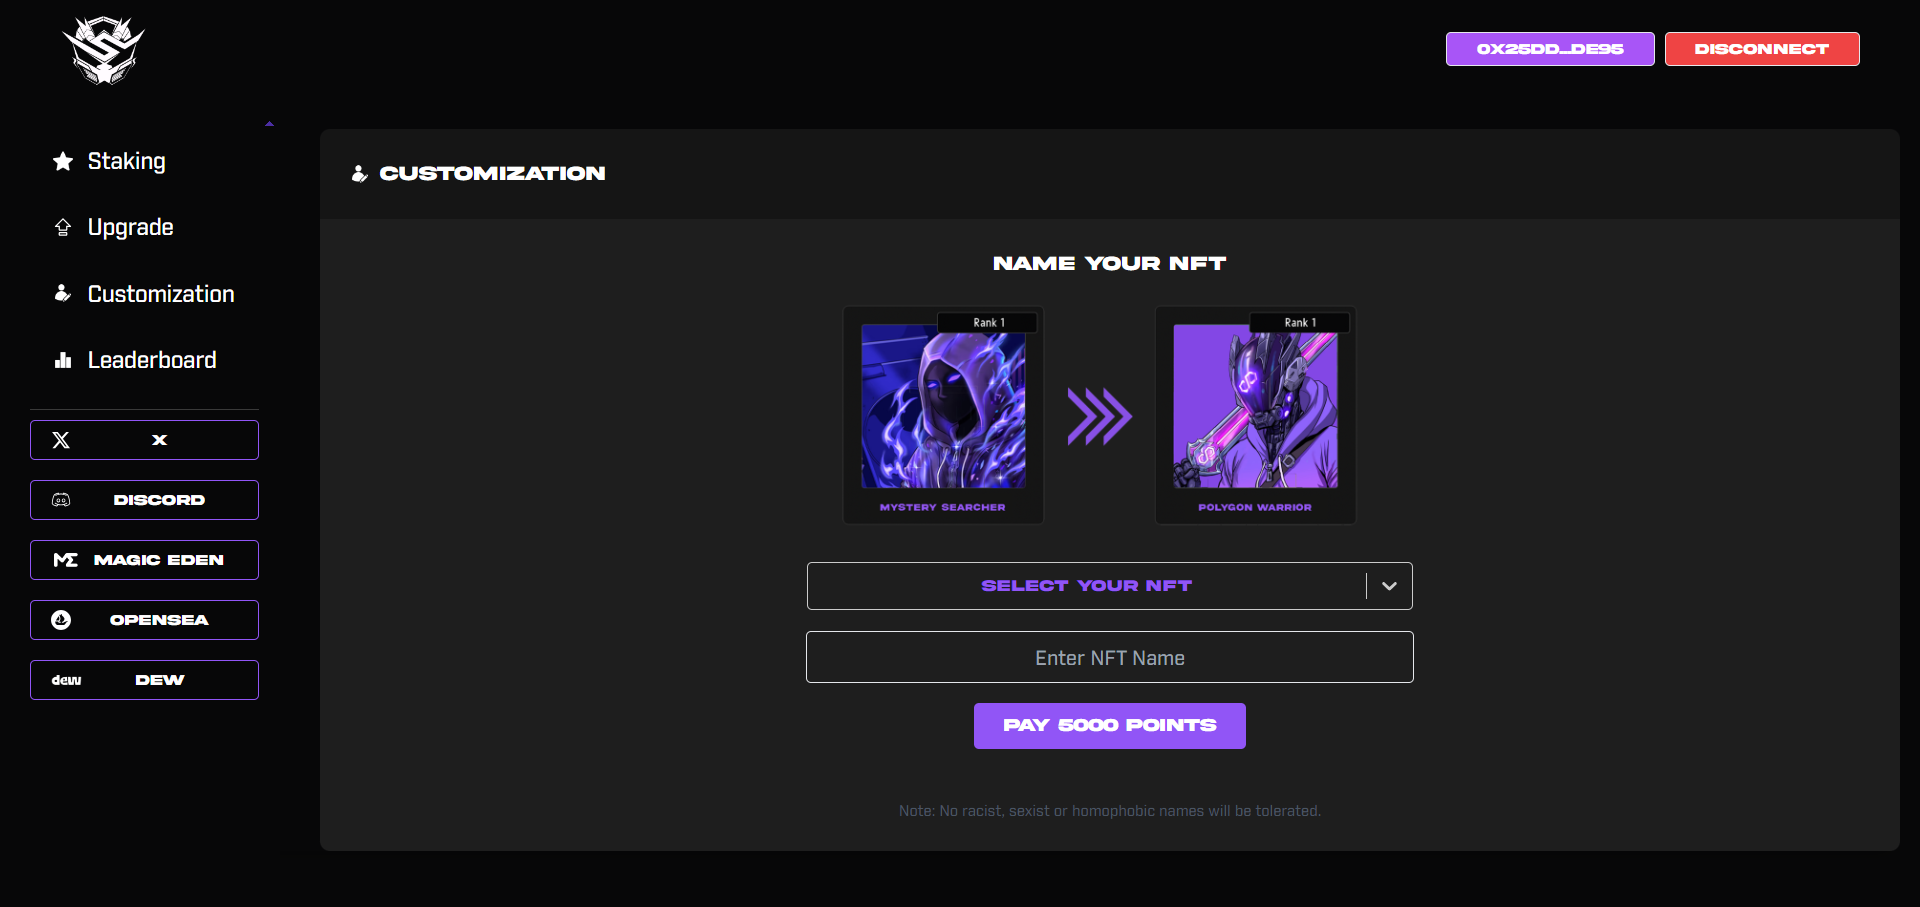 0X25DD_DE95
DISCONNECT
Staking
Upgrade
Customization
Leaderboard
X
DISCORD
MAGIC EDEN
OPENSEA
dew DEW
CUSTOMIZATION
NAME YOUR NFT
Rank 1
MYSTERY SEARCHER
Rank 1
POLYGON WARRIOR
SELECT YOUR NFT
Enter NFT Name
PAY 5000 POINTS
Note: No racist, sexist or homophobic names will be tolerated.